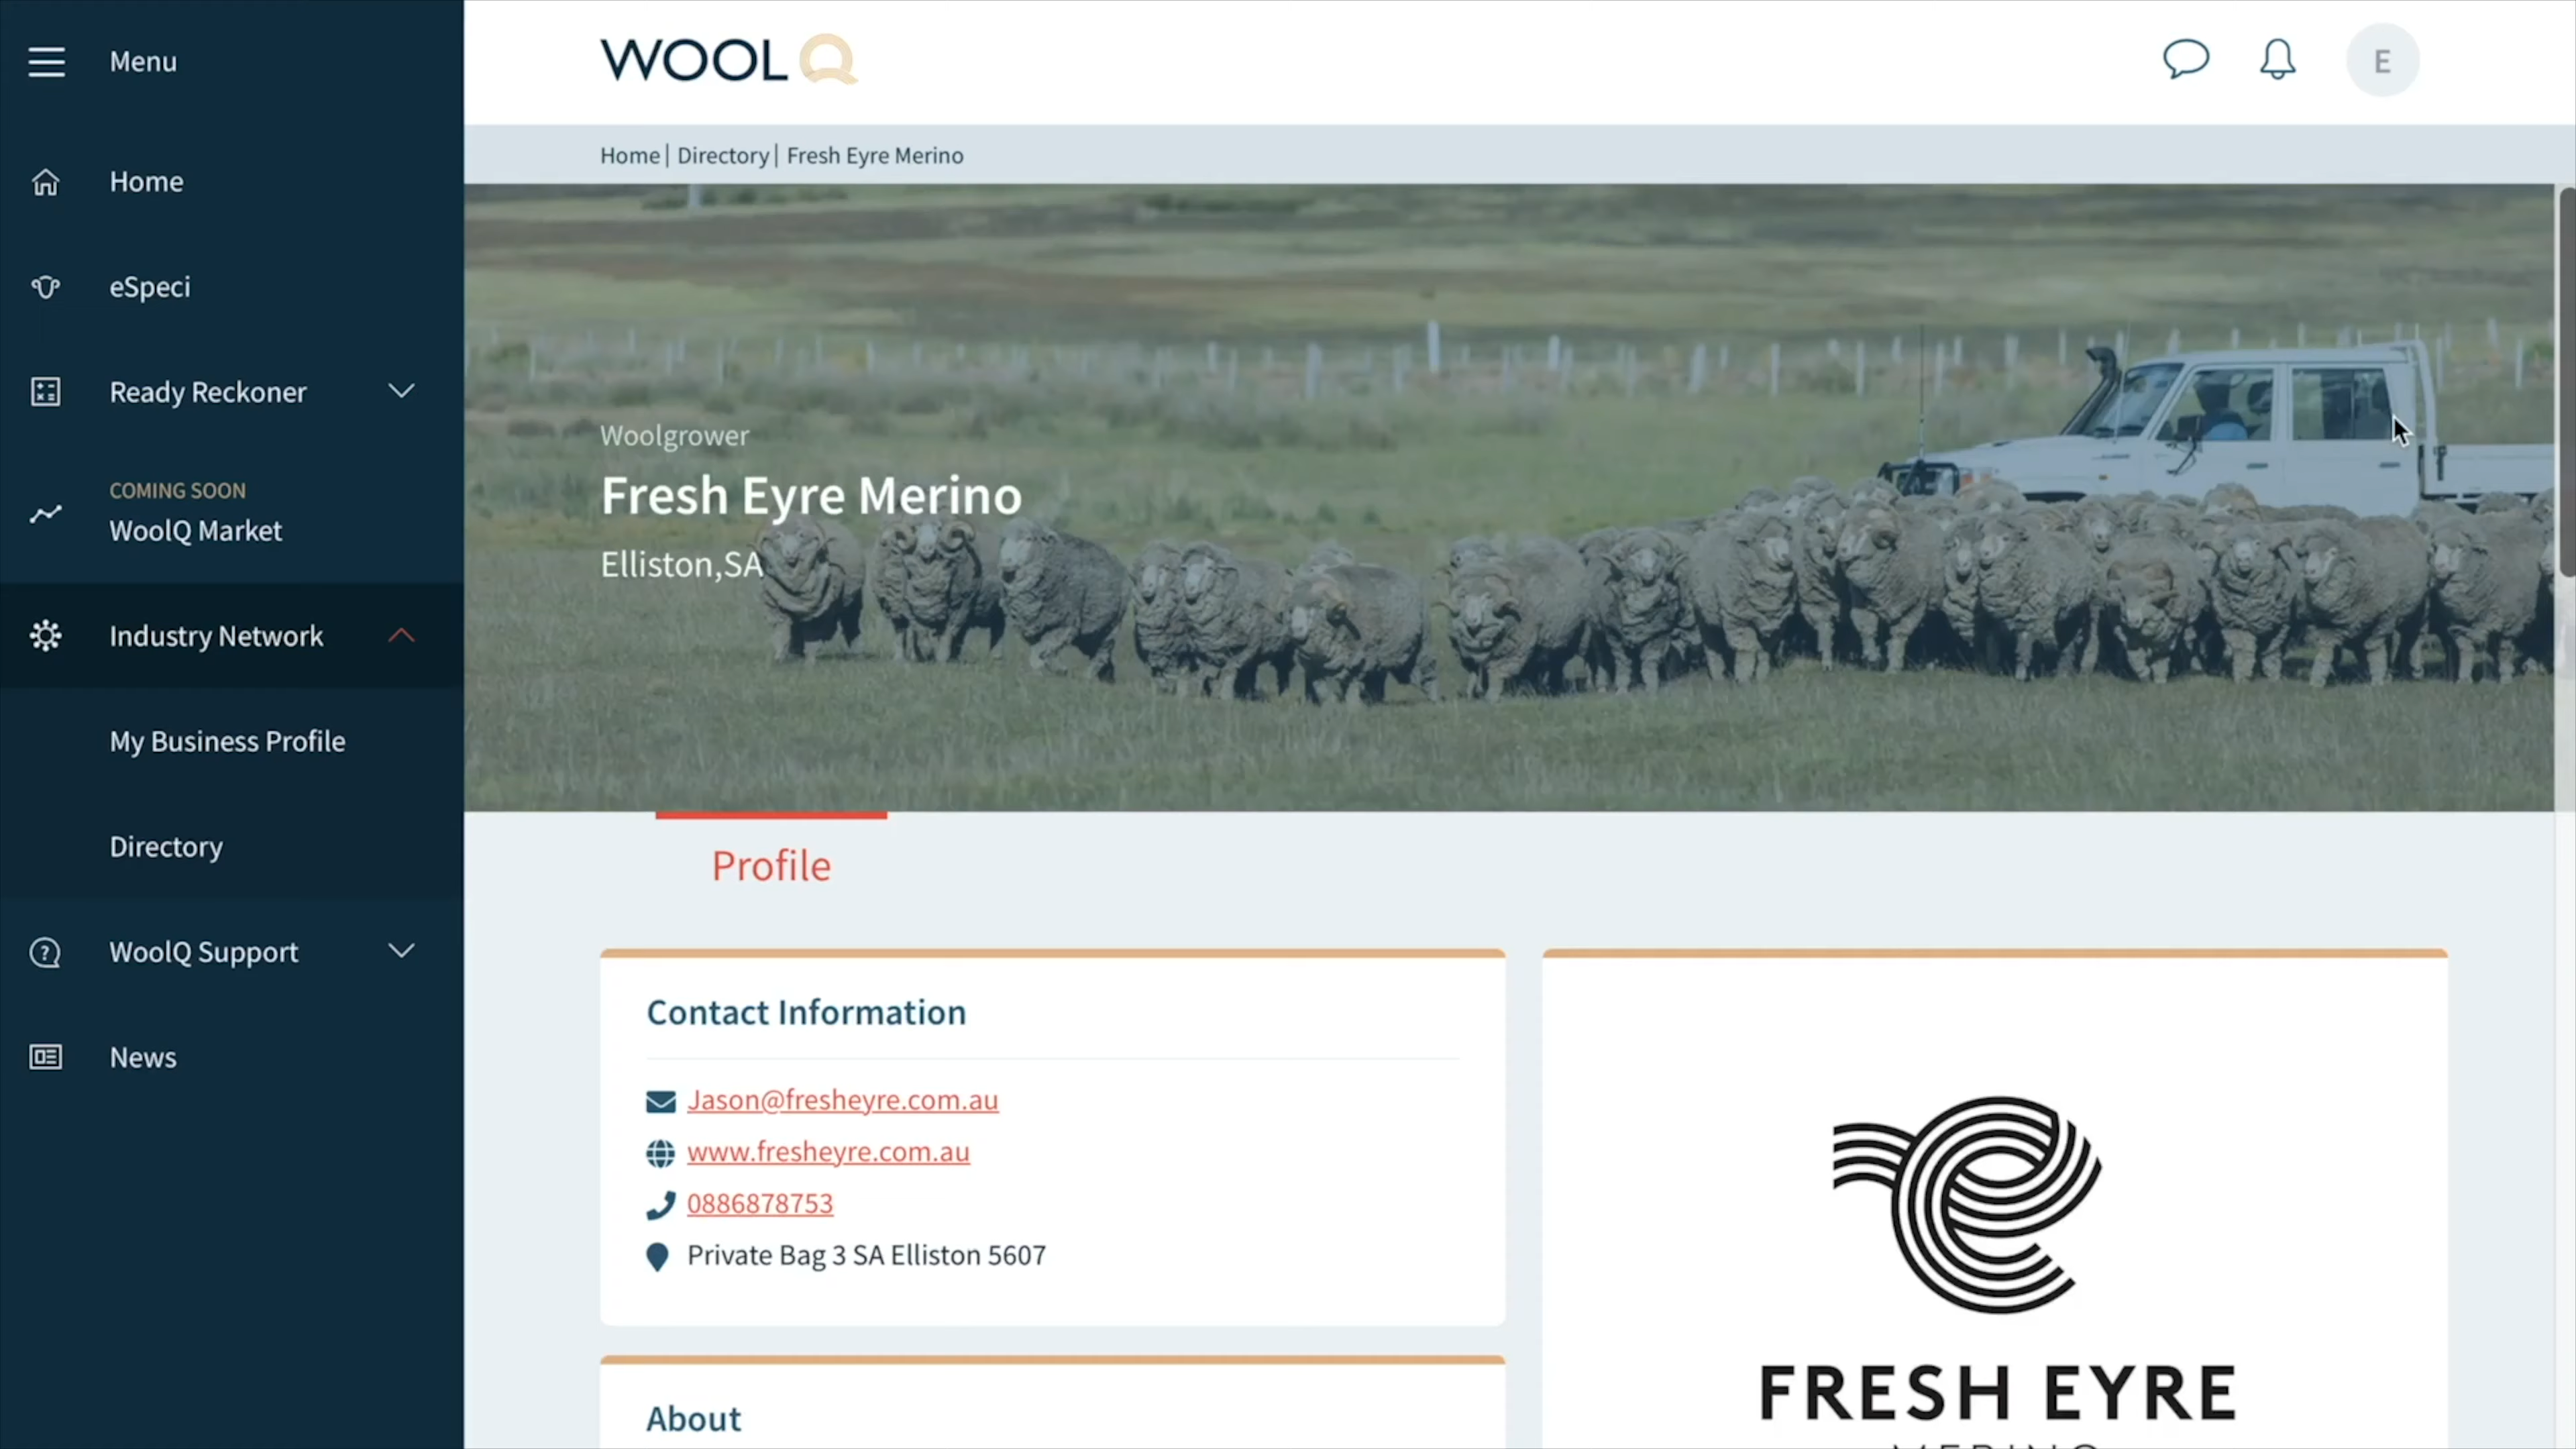 Menu
Home
eSpeci
Ready Reckoner
COMING SOON
WoolQ Market
Industry Network
My Business Profile
Directory
WoolQ Support
News
WOOL Q
E
Home| Directory| Fresh Eyre Merino
Woolgrower
Fresh Eyre Merino
Elliston,SA
Profile
Contact Information
Jason@fresheyre.com.au
www.fresheyre.com.au
0886878753
Private Bag 3 SA Elliston 5607
About
FRESH EYRE
MERINO